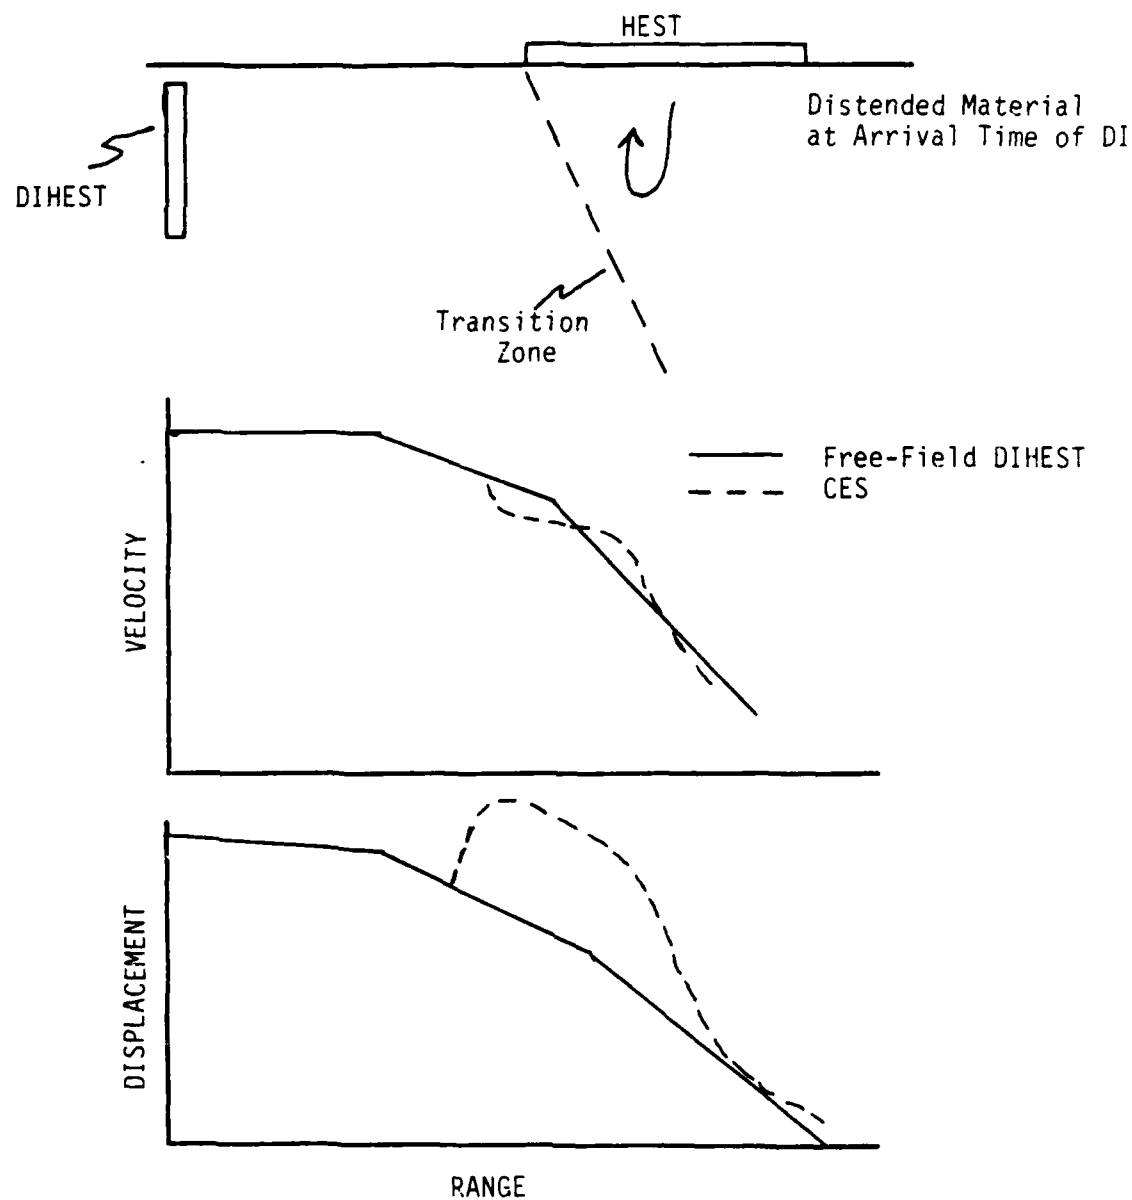 HEST
Distended Material
at Arrival Time of DI
DIHEST
Transition
Zone
Free-Field DIHEST
CES
VELOCITY
DISPLACEMENT
RANGE